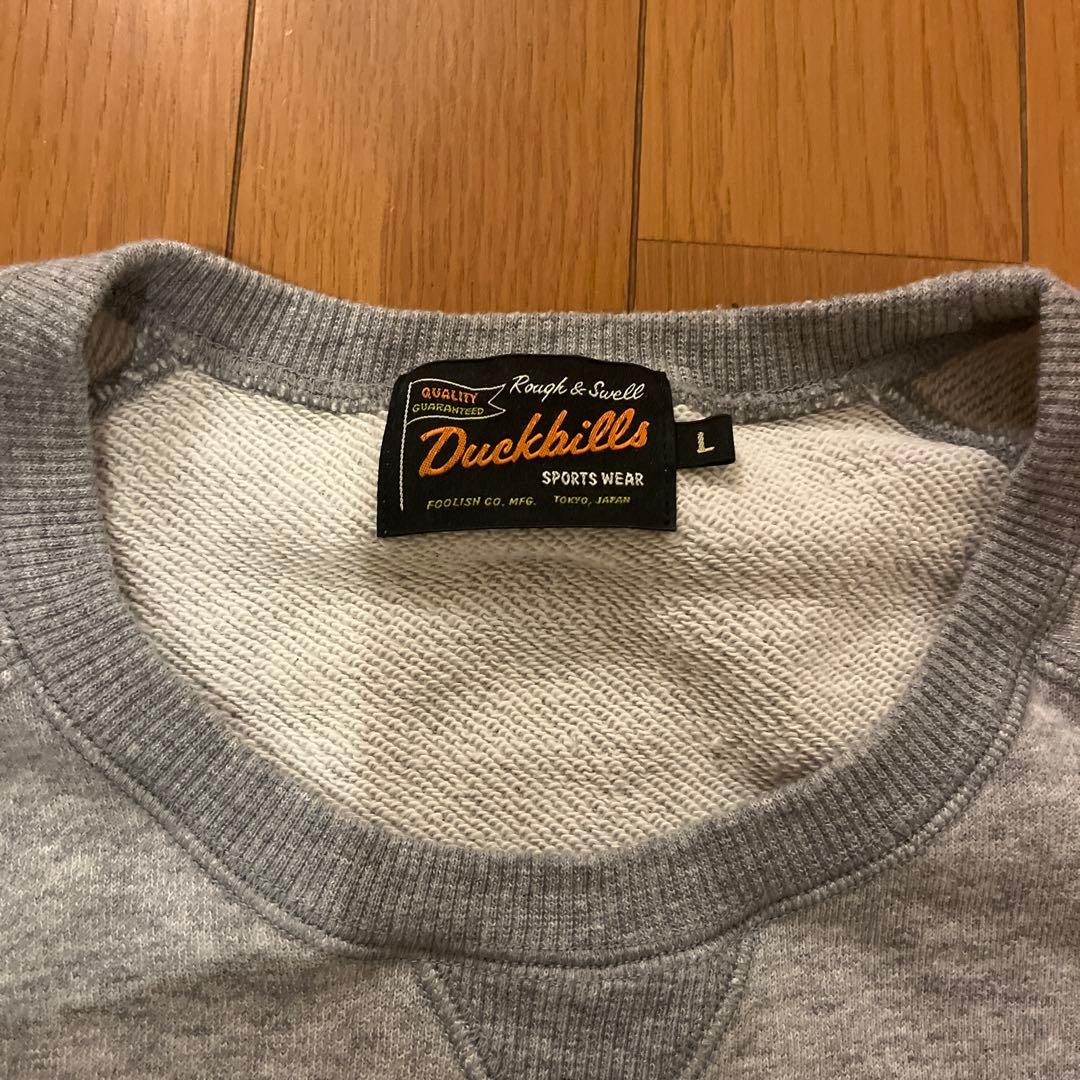 Rough & Swell
QUALITY
GUARANTEED
Duckbills
SPORTS WEAR
FOOLISH CO. MFG. TOKYO, JAPAN
L